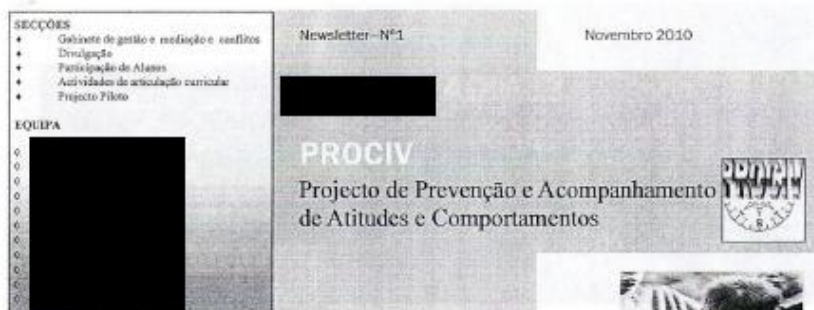 SECÇÕES
Gabinete de gestão e mediação e conflitos
Divulgação
Participação de Alunos
Actividades de articulação curricular
Projecto Piloto
EQUIPA
Newsletter–Nº1
Novembro 2010
PROCIV
Projecto de Prevenção e Acompanhamento
de Atitudes e Comportamentos